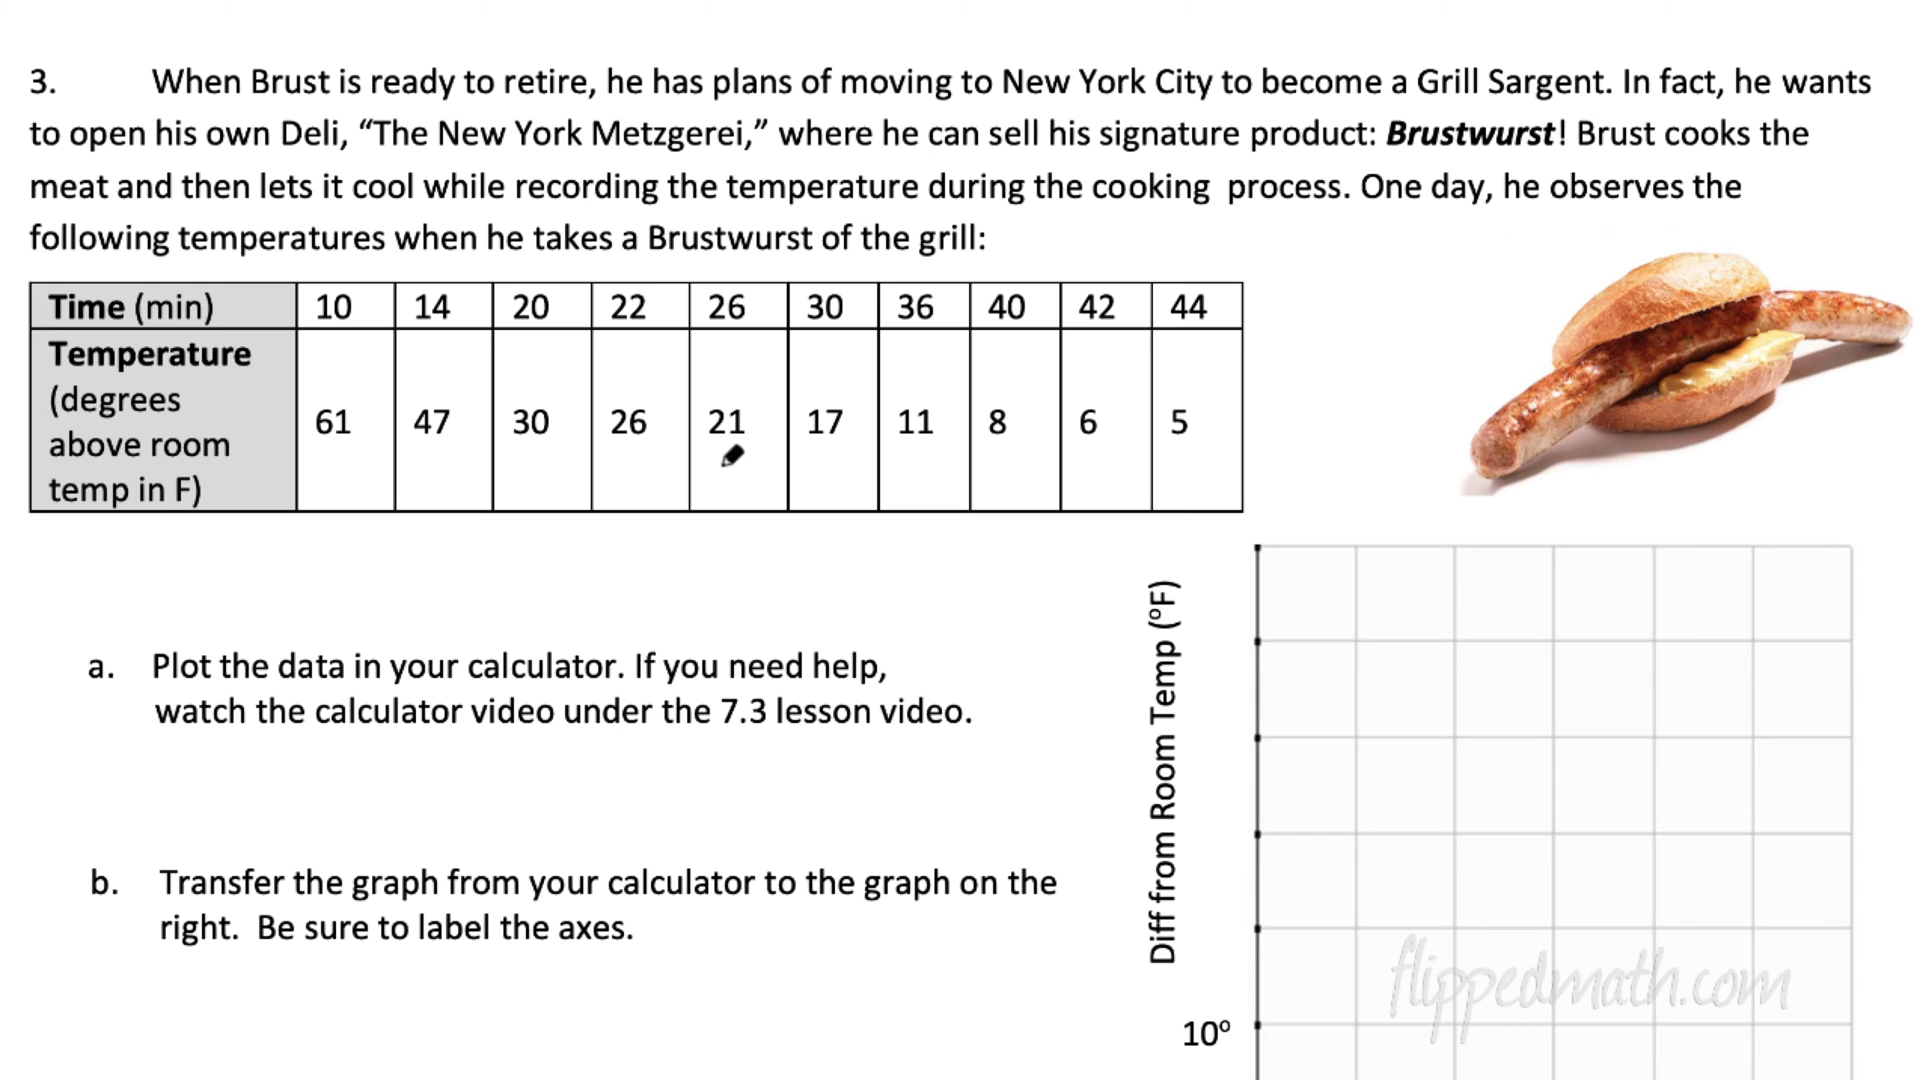 3. When Brust is ready to retire, he has plans of moving to New York City to become a Grill Sargent. In fact, he wants
to open his own Deli, “The New York Metzgerei,” where he can sell his signature product: Brustwurst! Brust cooks the
meat and then lets it cool while recording the temperature during the cooking process. One day, he observes the
following temperatures when he takes a Brustwurst of the grill:
Time (min) 10 14 20 22 26 30 36 40 42 44
Temperature
(degrees
above room
temp in F) 61 47 30 26 21 17 11 8 6 5
a. Plot the data in your calculator. If you need help,
watch the calculator video under the 7.3 lesson video.
b. Transfer the graph from your calculator to the graph on the
right. Be sure to label the axes.
Diff from Room Temp (ºF)
10º
flippedmath.com